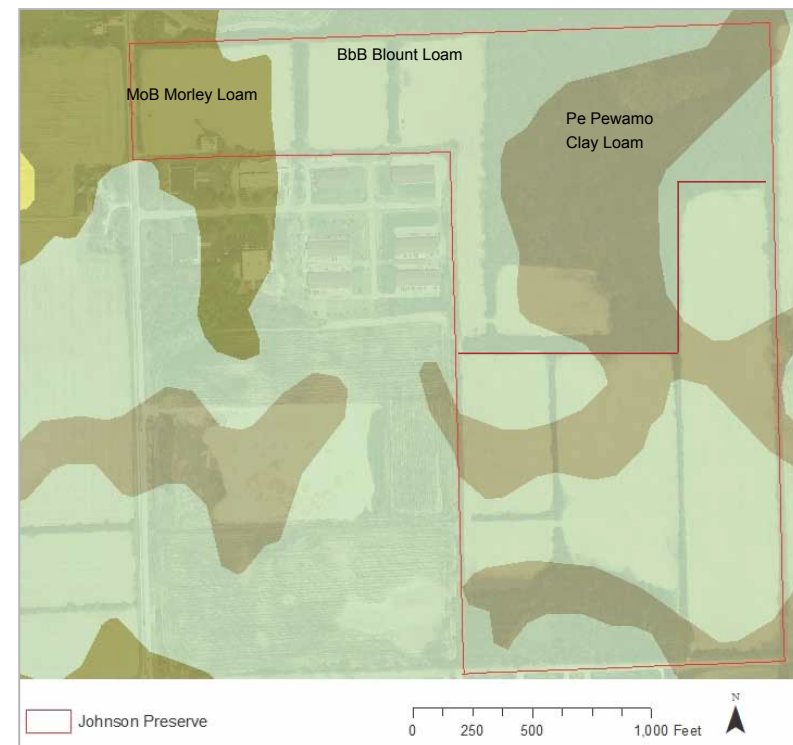 BbB Blount Loam
MoB Morley Loam
Pe Pewamo
Clay Loam
Johnson Preserve
0 250 500 1,000 Feet
N